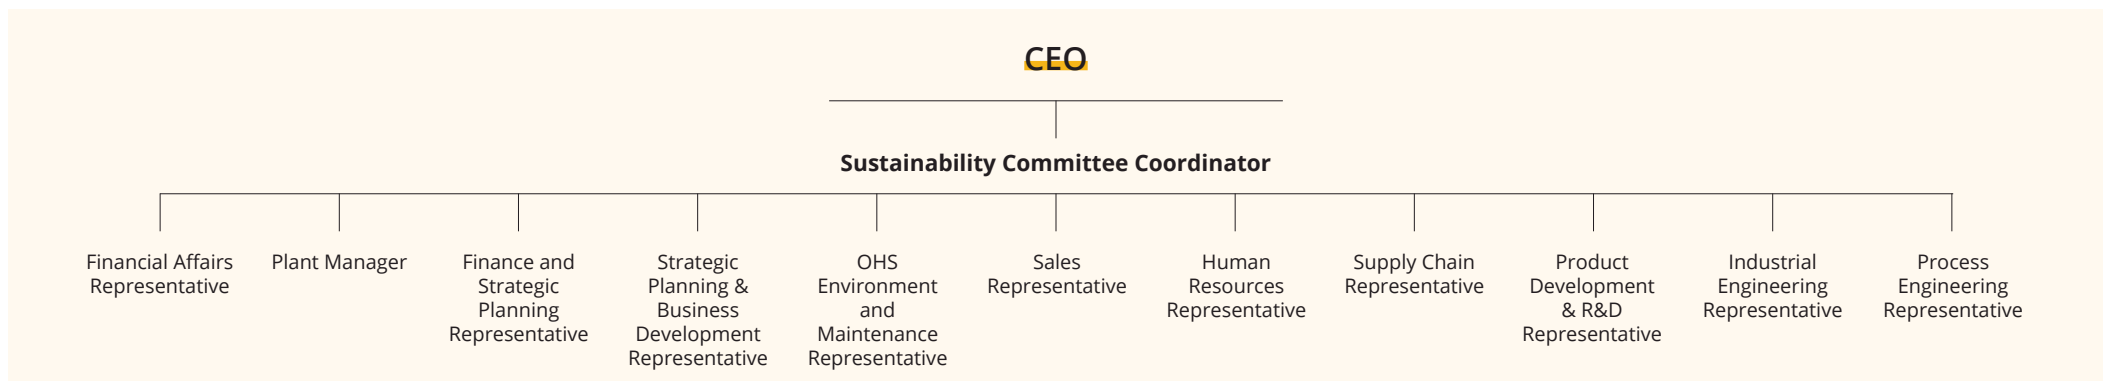 CEO
Sustainability Committee Coordinator
Financial Affairs
Representative
Plant Manager
Finance and
Strategic
Planning
Representative
Strategic
Planning &
Business
Development
Representative
OHS
Environment
and
Maintenance
Representative
Sales
Representative
Human
Resources
Representative
Supply Chain
Representative
Product
Development
& R&D
Representative
Industrial
Engineering
Representative
Process
Engineering
Representative